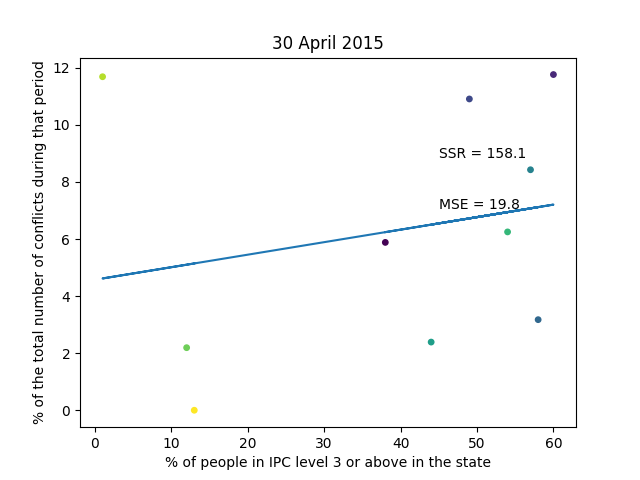 30 April 2015
% of the total number of conflicts during that period
12
10
8
6
4
2
0
SSR = 158.1
MSE = 19.8
0 10 20 30 40 50 60
% of people in IPC level 3 or above in the state